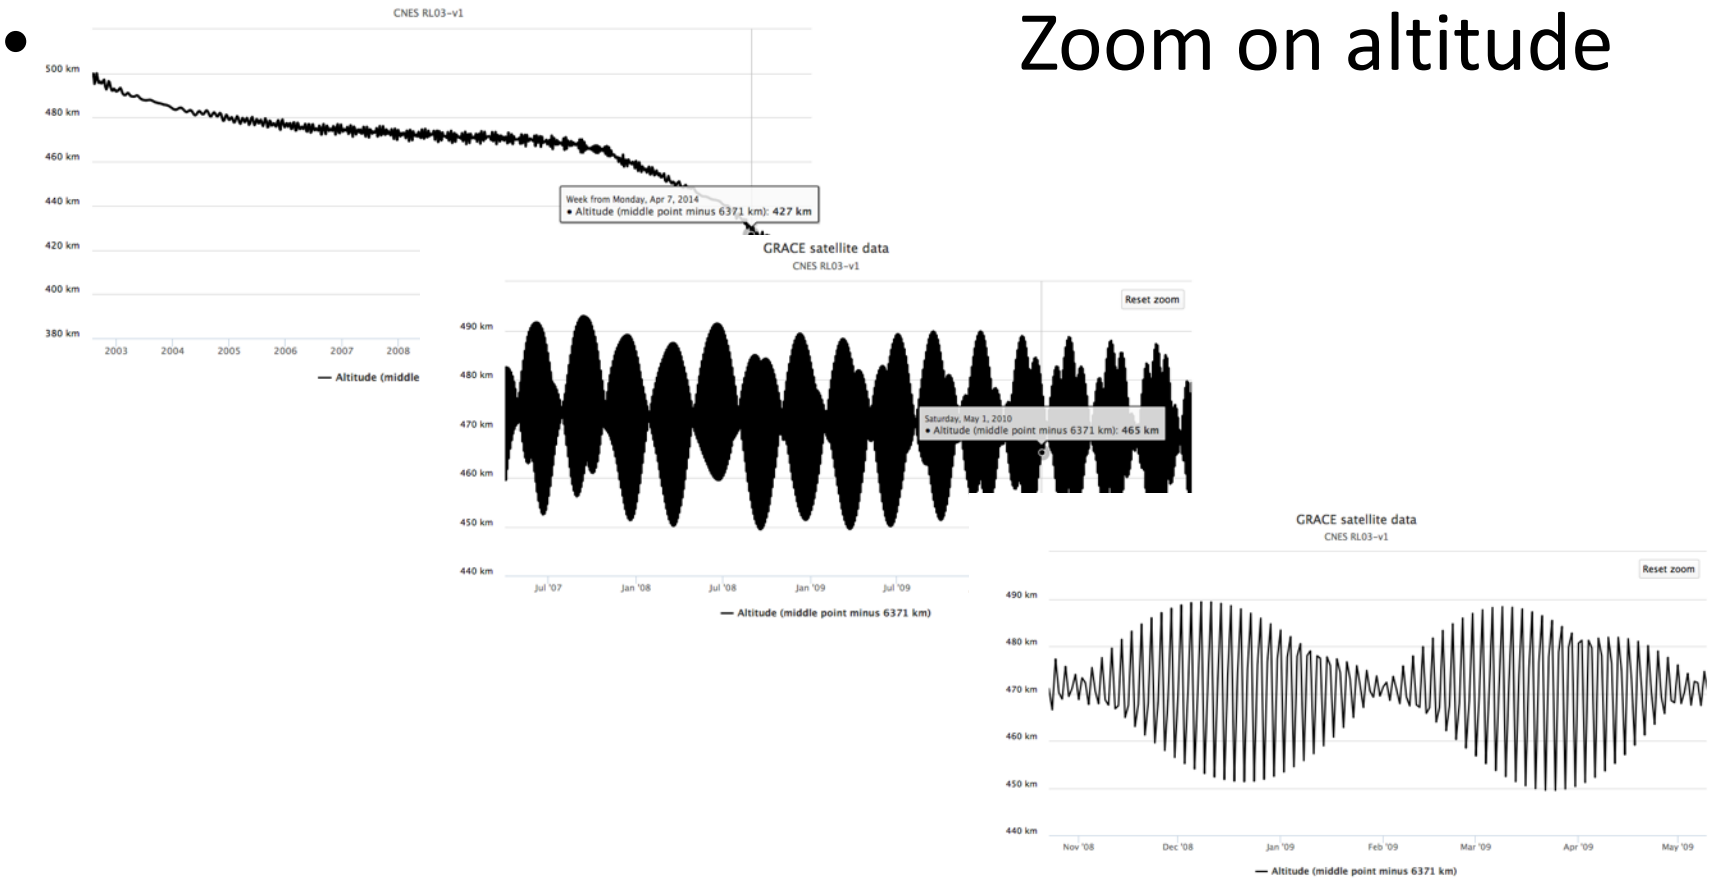 Zoom on altitude
•
CNES RL03-v1
500 km
480 km
460 km
440 km
420 km
400 km
380 km
Week from Monday, Apr 7, 2014
• Altitude (middle point minus 6371 km): 427 km
2003 2004 2005 2006 2007 2008
— Altitude (middle
GRACE satellite data
CNES RL03-v1
Reset zoom
490 km
480 km
470 km
460 km
450 km
440 km
Saturday, May 1, 2010
• Altitude (middle point minus 6371 km): 465 km
Jul '07 Jan '08 Jul '08 Jan '09 Jul '09
— Altitude (middle point minus 6371 km)
GRACE satellite data
CNES RL03-v1
Reset zoom
490 km
480 km
470 km
460 km
450 km
440 km
Nov '08 Dec '08 Jan '09 Feb '09 Mar '09 Apr '09 May '09
— Altitude (middle point minus 6371 km)